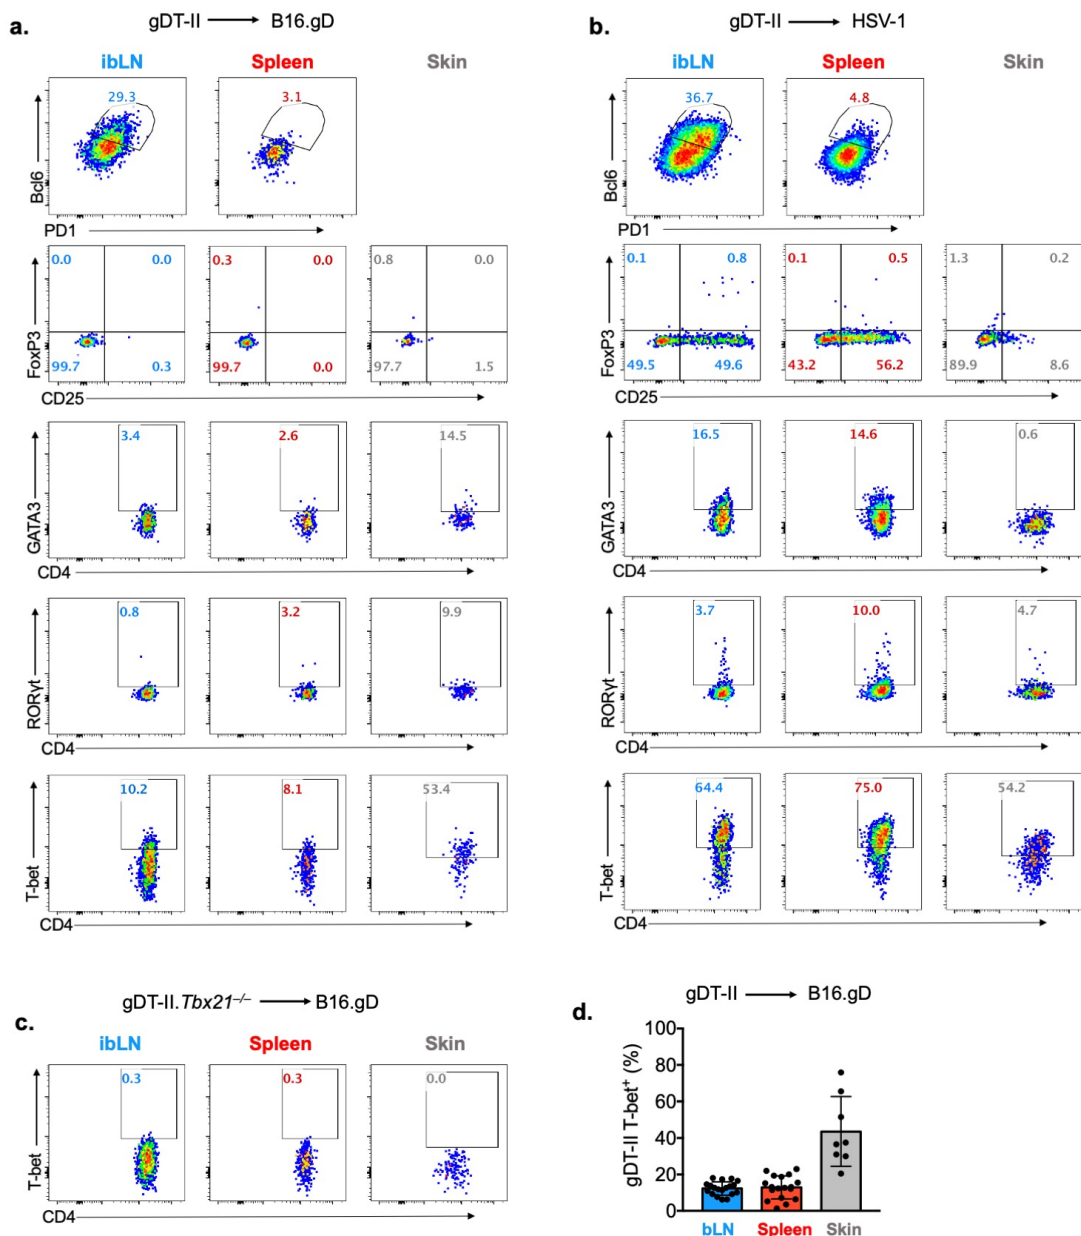 a.
gDT-II B16.gD
ibLN Spleen Skin
29.3 3.1
Bcl6
PD1
0.0 0.0 0.3 0.0 0.8 0.0
FoxP3
99.7 0.3 99.7 0.0 97.7 1.5
CD25
3.4 2.6 14.5
GATA3
CD4
0.8 3.2 9.9
RORγt
CD4
10.2 8.1 53.4
T-bet
CD4
b.
gDT-II HSV-1
ibLN Spleen Skin
36.7 4.8
Bcl6
PD1
0.1 0.8 0.1 0.5 1.3 0.2
FoxP3
49.5 49.6 43.2 56.2 89.9 8.6
CD25
16.5 14.6 0.6
GATA3
CD4
3.7 10.0 4.7
RORγt
CD4
64.4 75.0 54.2
T-bet
CD4
c.
gDT-II.Tbx21–/– B16.gD
ibLN Spleen Skin
0.3 0.3 0.0
T-bet
CD4
d.
gDT-II B16.gD
gDT-II T-bet+ (%)
100
80
60
40
20
0
bLN Spleen Skin